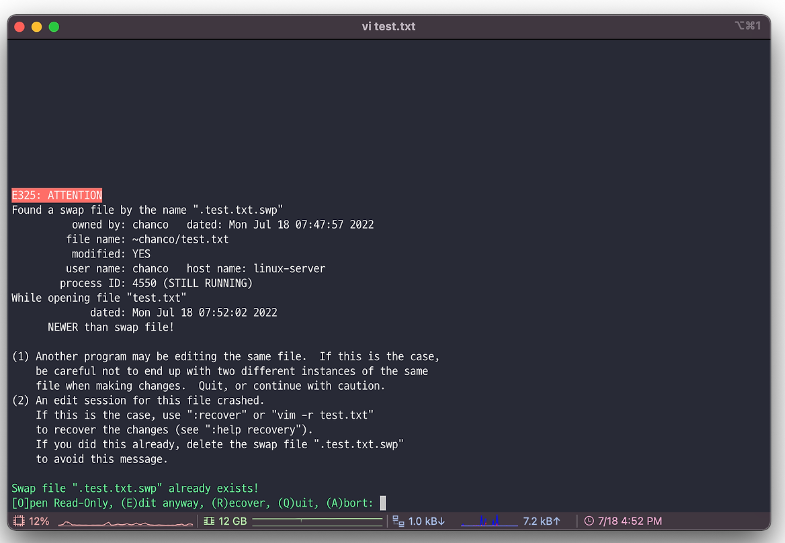 vi test.txt
⌥⌘1
E325: ATTENTION
Found a swap file by the name ".test.txt.swp"
owned by: chanco   dated: Mon Jul 18 07:47:57 2022
file name: ~chanco/test.txt
modified: YES
user name: chanco   host name: linux-server
process ID: 4550 (STILL RUNNING)
While opening file "test.txt"
dated: Mon Jul 18 07:52:02 2022
NEWER than swap file!
(1) Another program may be editing the same file.  If this is the case,
be careful not to end up with two different instances of the same
file when making changes.  Quit, or continue with caution.
(2) An edit session for this file crashed.
If this is the case, use ":recover" or "vim -r test.txt"
to recover the changes (see ":help recovery").
If you did this already, delete the swap file ".test.txt.swp"
to avoid this message.
Swap file ".test.txt.swp" already exists!
[O]pen Read-Only, (E)dit anyway, (R)ecover, (Q)uit, (A)bort:
12% 12 GB 1.0 kB↓ 7.2 kB↑ 7/18 4:52 PM